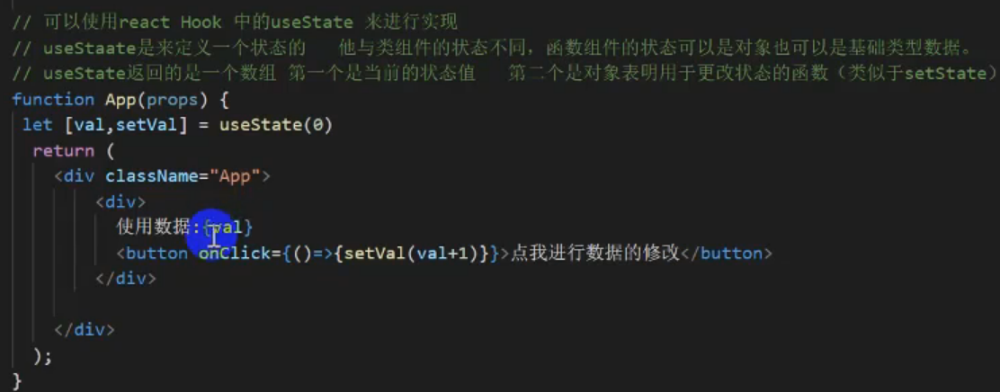 // 可以使用react Hook 中的useState 来进行实现
// useStaate是来定义一个状态的   他与类组件的状态不同，函数组件的状态可以是对象也可以是基础类型数据。
// useState返回的是一个数组 第一个是当前的状态值   第二个是对象表明用于更改状态的函数（类似于setState）
function App(props) {
let [val,setVal] = useState(0)
return (
<div className="App">
<div>
使用数据:{val}
<button onClick={()=>{setVal(val+1)}}>点我进行数据的修改</button>
</div>
</div>
);
}